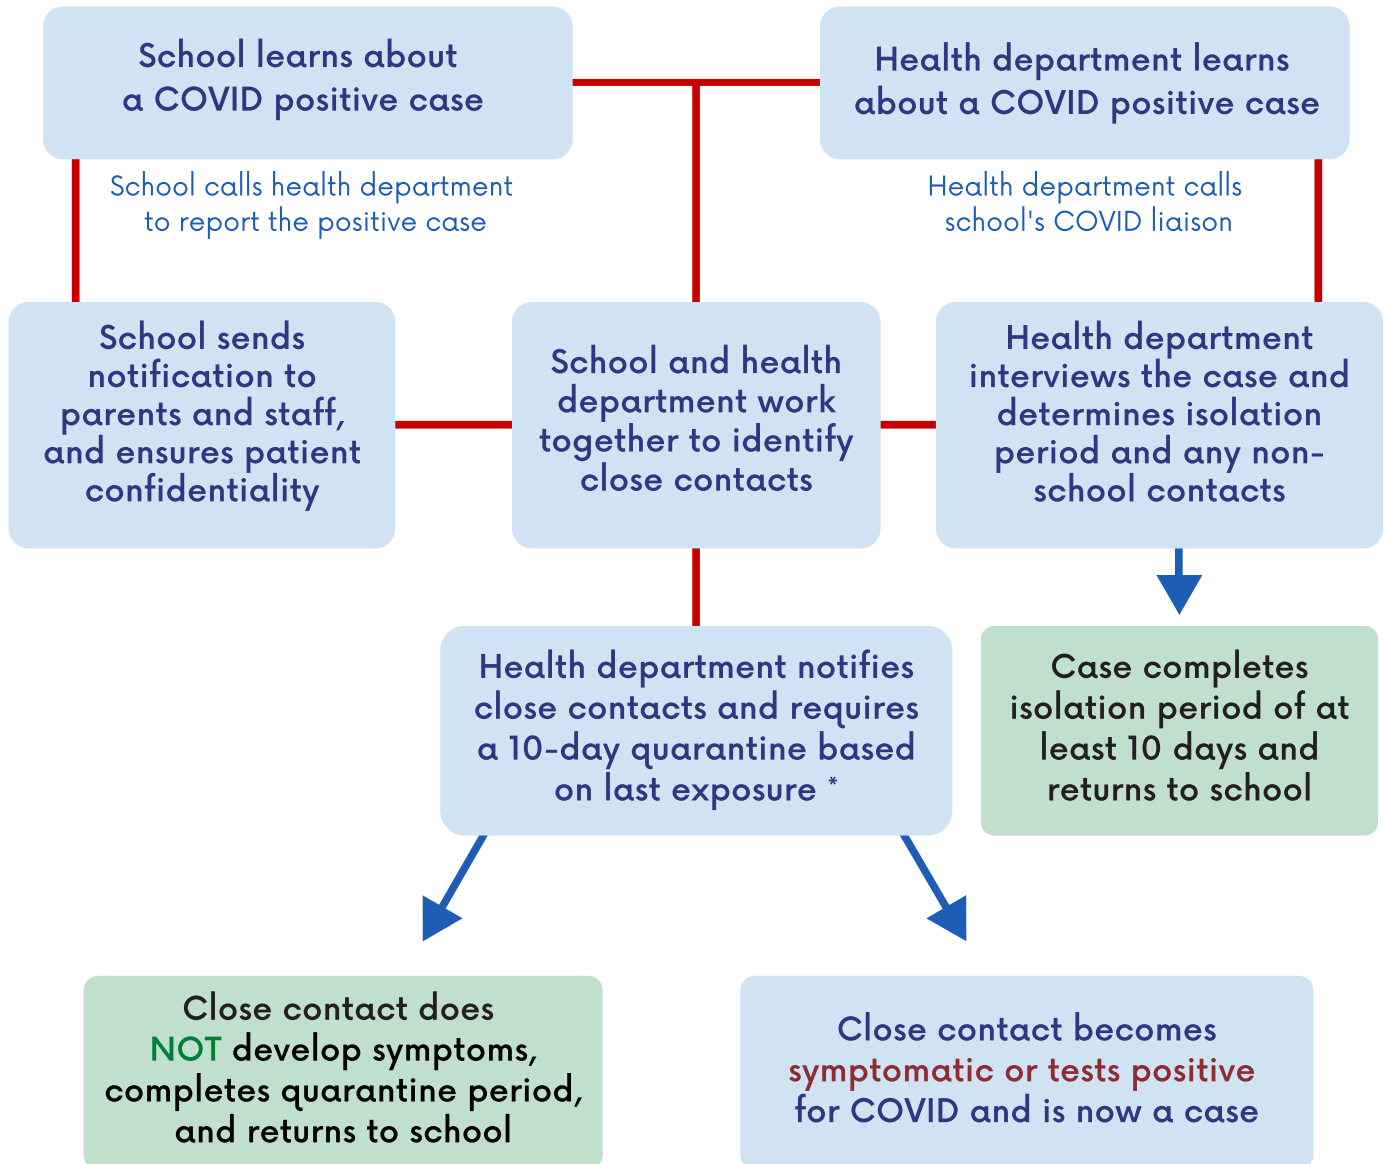 School learns about
a COVID positive case
Health department learns
about a COVID positive case
School calls health department
to report the positive case
Health department calls
school's COVID liaison
School sends
notification to
parents and staff,
and ensures patient
confidentiality
School and health
department work
together to identify
close contacts
Health department
interviews the case and
determines isolation
period and any non-
school contacts
Health department notifies
close contacts and requires
a 10-day quarantine based
on last exposure *
Case completes
isolation period of at
least 10 days and
returns to school
Close contact does
NOT develop symptoms,
completes quarantine period,
and returns to school
Close contact becomes
symptomatic or tests positive
for COVID and is now a case